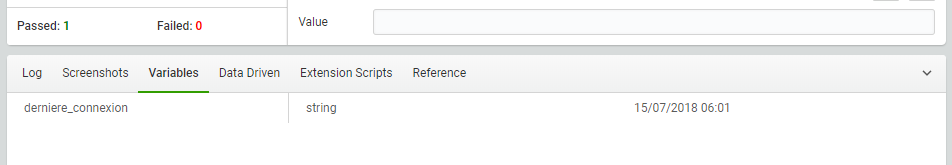 Passed: 1 Failed: 0
Value
Log Screenshots Variables Data Driven Extension Scripts Reference
derniere_connexion string 15/07/2018 06:01